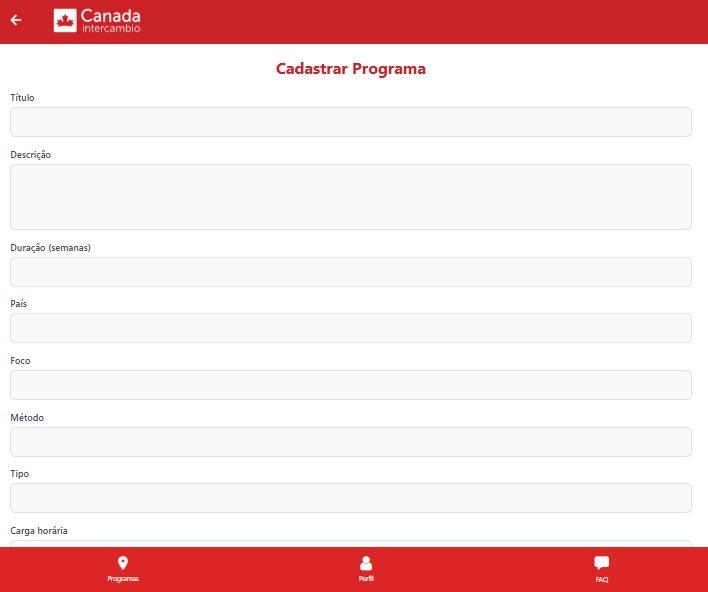 Canada
intercambio
Cadastrar Programa
Título
Descrição
Duração (semanas)
País
Foco
Método
Tipo
Carga horária
Programas
Perfil
FAQ